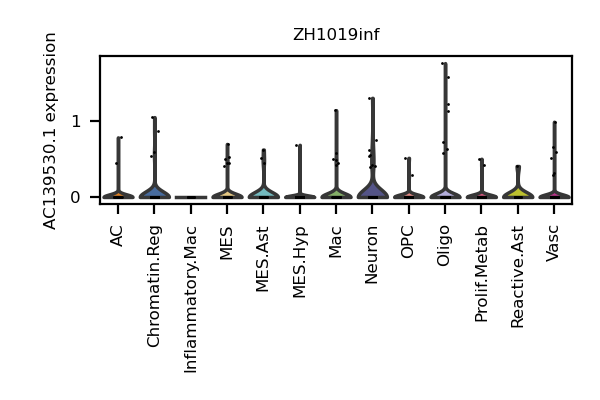 ZH1019inf
AC139530.1 expression
1
0
AC
Chromatin.Reg
Inflammatory.Mac
MES
MES.Ast
MES.Hyp
Mac
Neuron
OPC
Oligo
Prolif.Metab
Reactive.Ast
Vasc